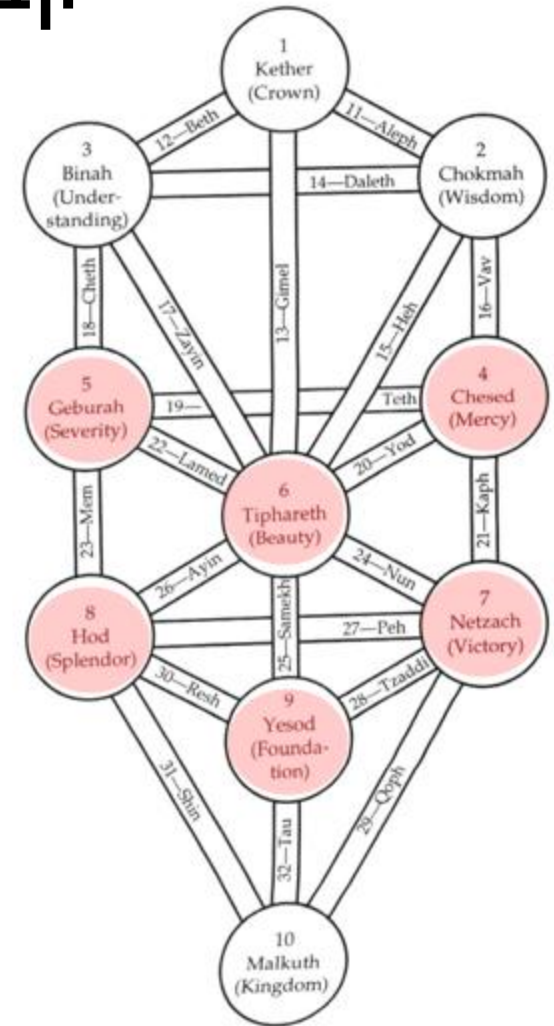 1
Kether
(Crown)
12—Beth
11—Aleph
3
Binah
(Under-
standing)
2
Chokmah
(Wisdom)
14—Daleth
18—Cheth
17—Zayin
13—Gimel
15—Heh
16—Vav
5
Geburah
(Severity)
19—
Teth
4
Chesed
(Mercy)
22—Lamed
20—Yod
6
Tiphareth
(Beauty)
23—Mem
21—Kaph
26—Ayin
24—Nun
8
Hod
(Splendor)
25—Samekh
27—Peh
7
Netzach
(Victory)
30—Resh
28—Tzaddi
9
Yesod
(Founda-
tion)
31—Shin
32—Tau
29—Qoph
10
Malkuth
(Kingdom)